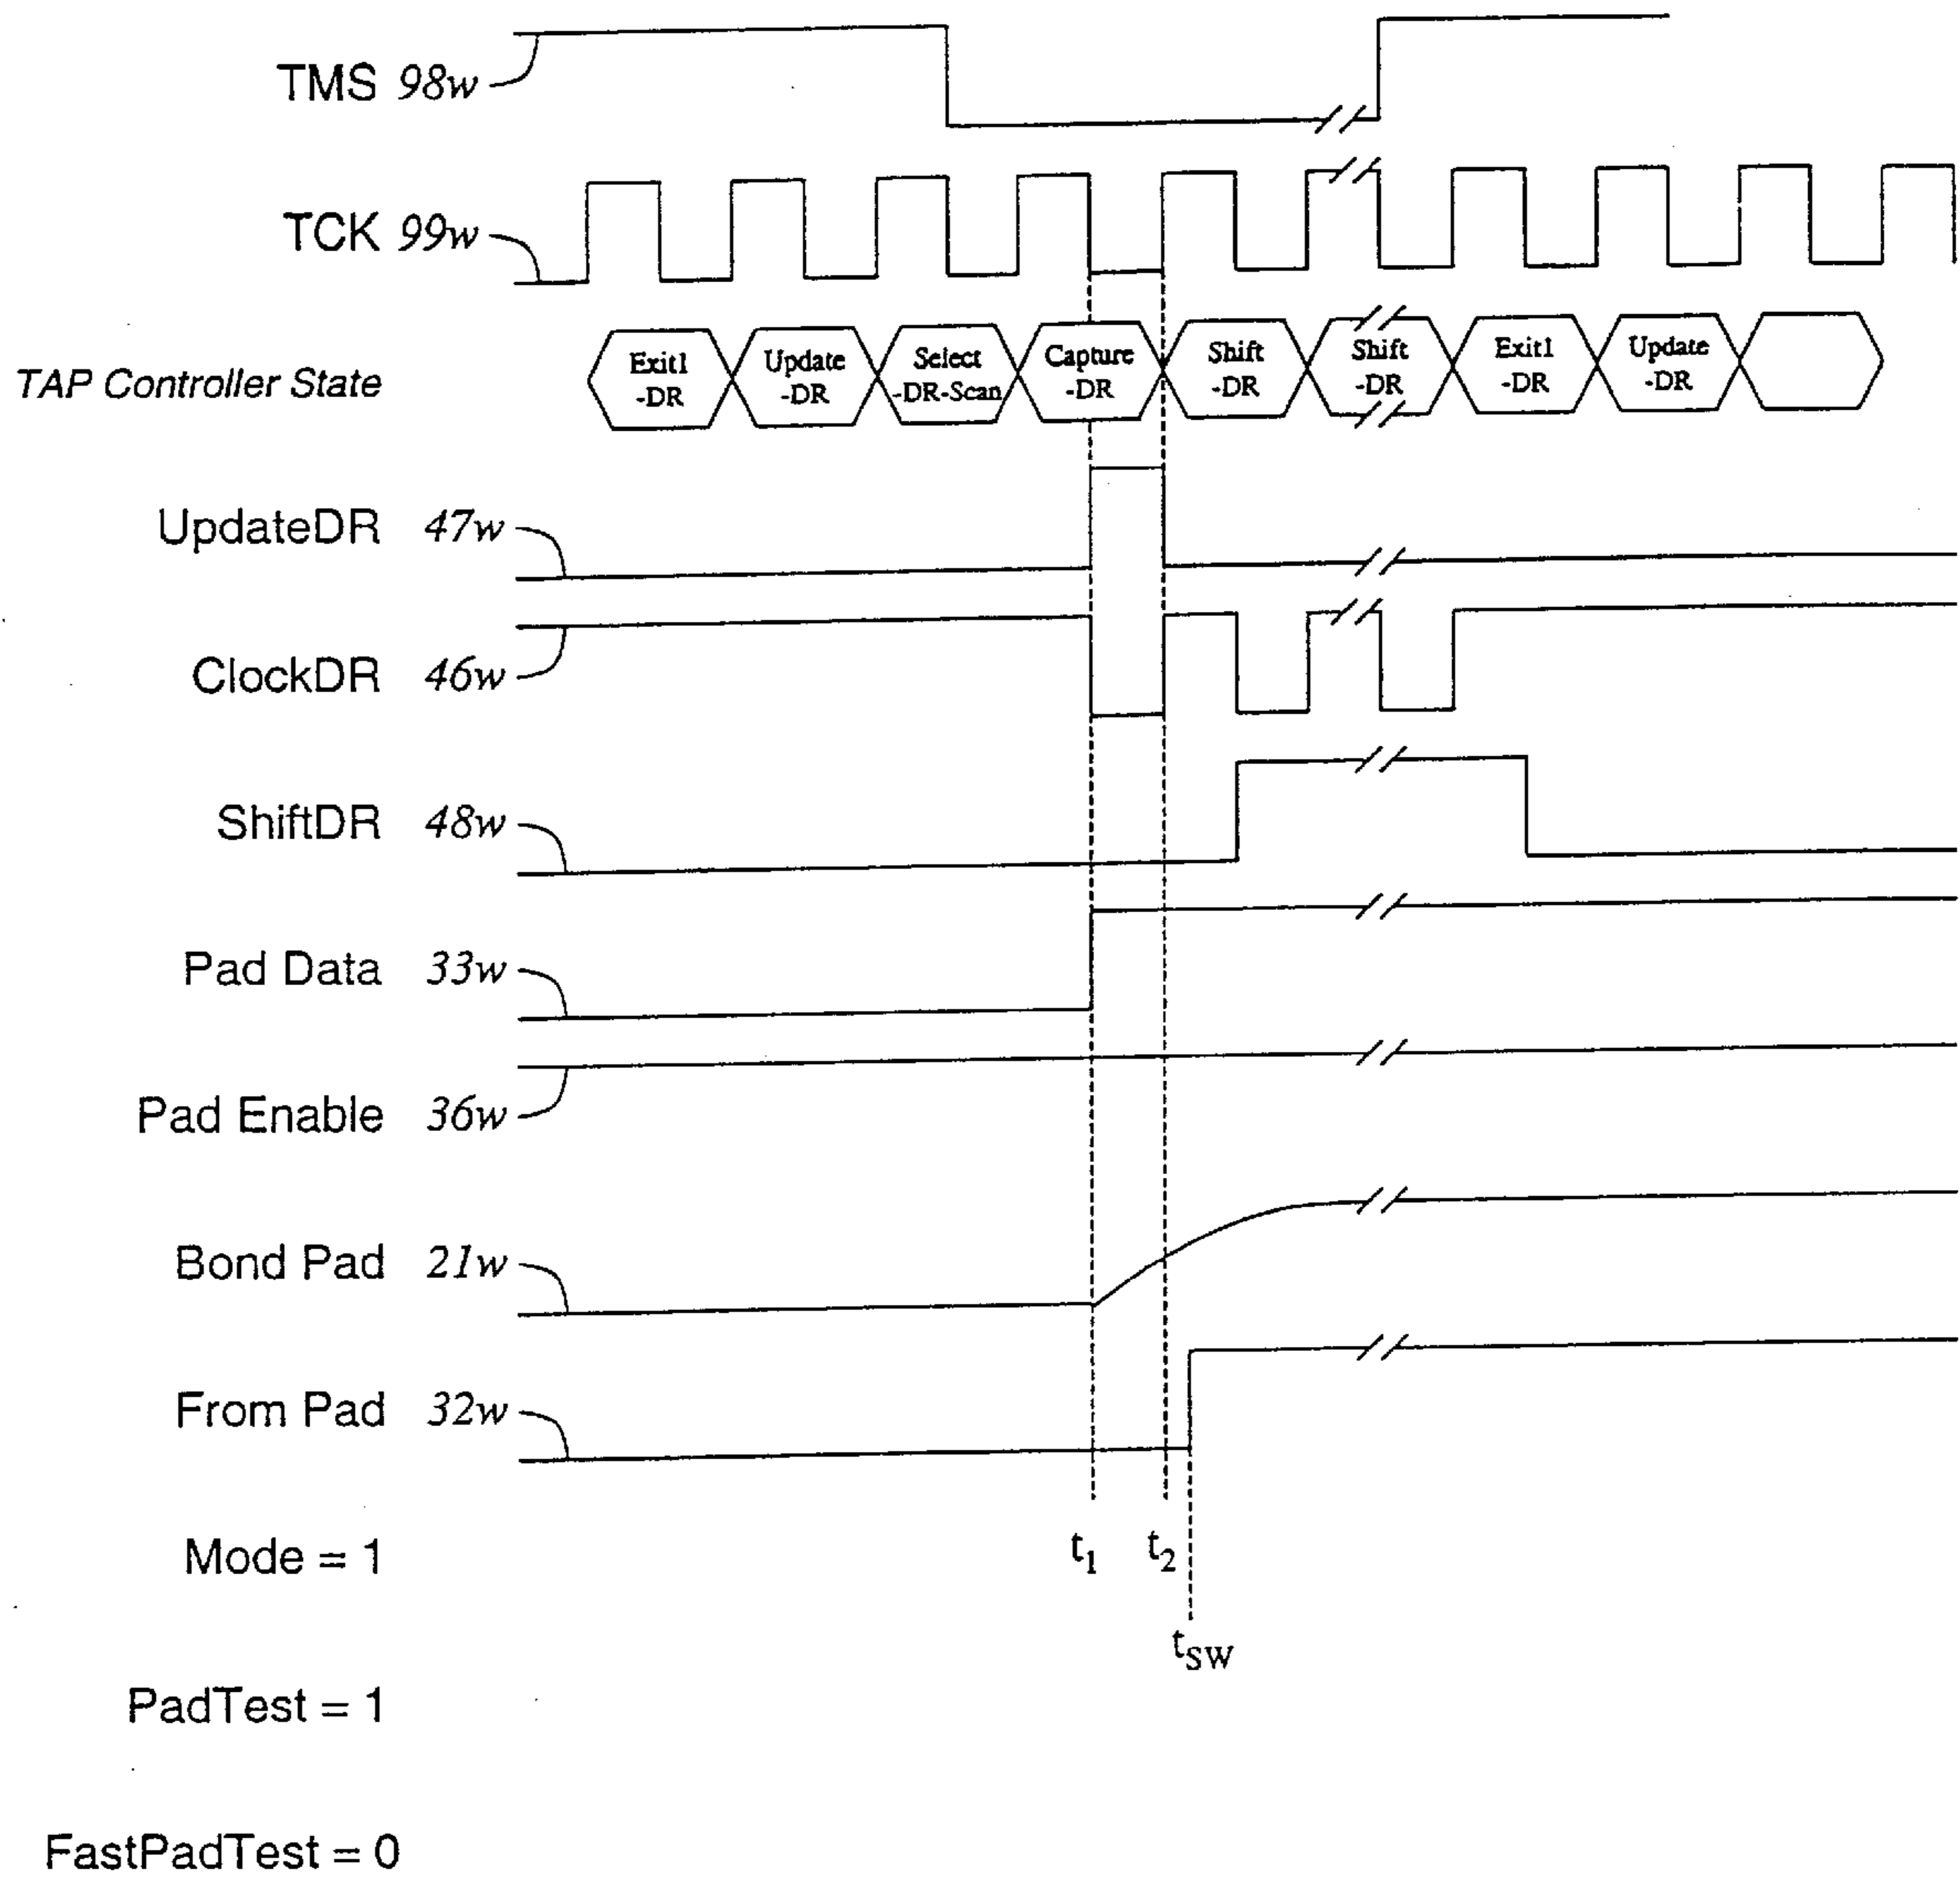 TMS 98w
TCK 99w
TAP Controller State
Exit1
-DR
Update
-DR
Select
-DR-Scan
Capture
-DR
Shift
-DR
Shift
-DR
Exit1
-DR
Update
-DR
UpdateDR 47w
ClockDR 46w
ShiftDR 48w
Pad Data 33w
Pad Enable 36w
Bond Pad 21w
From Pad 32w
t1
t2
tSW
Mode = 1
PadTest = 1
FastPadTest = 0